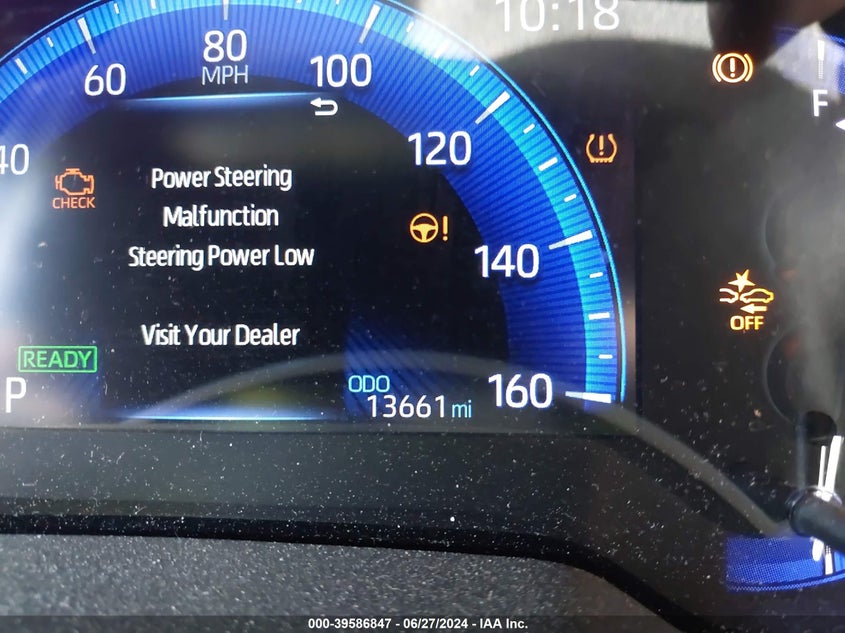 10:18
80
MPH
60
100
F
120
40
CHECK
Power Steering
Malfunction
Steering Power Low
140
OFF
Visit Your Dealer
READY
P
ODO
13661 mi
160
000-39586847 - 06/27/2024 - IAA Inc.